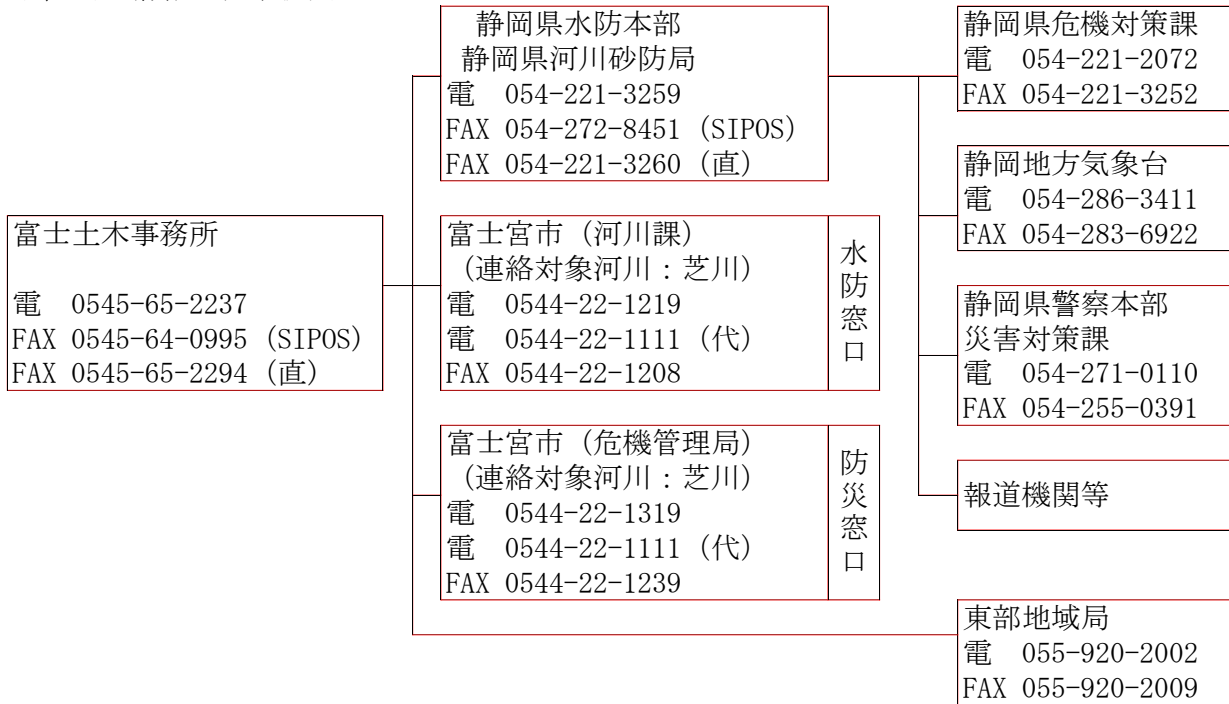 静岡県水防本部
静岡県河川砂防局
電 054-221-3259
FAX 054-272-8451 (SIPOS)
FAX 054-221-3260 (直)
静岡県危機対策課
電 054-221-2072
FAX 054-221-3252
静岡地方気象台
電 054-286-3411
FAX 054-283-6922
富士土木事務所
電 0545-65-2237
FAX 0545-64-0995 (SIPOS)
FAX 0545-65-2294 (直)
富士宮市 (河川課)
(連絡対象河川:芝川)
電 0544-22-1219
電 0544-22-1111 (代)
FAX 0544-22-1208
水防窓口
静岡県警察本部
災害対策課
電 054-271-0110
FAX 054-255-0391
富士宮市 (危機管理局)
(連絡対象河川:芝川)
電 0544-22-1319
電 0544-22-1111 (代)
FAX 0544-22-1239
防災窓口
報道機関等
東部地域局
電 055-920-2002
FAX 055-920-2009